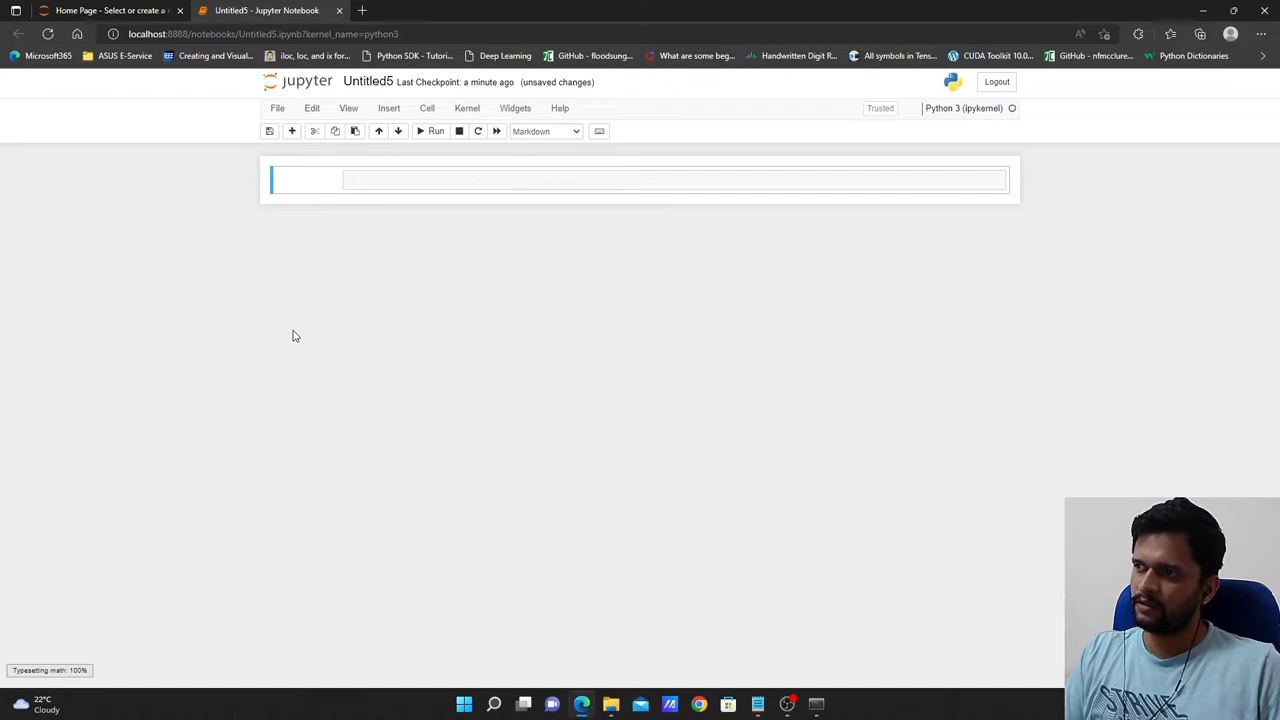 Home Page - Select or create a n
Untitled5 - Jupyter Notebook
localhost:8888/notebooks/Untitled5.ipynb?kernel_name=python3
Microsoft365
ASUS E-Service
Creating and Visual...
iloc, loc, and ix for...
Python SDK - Tutori...
Deep Learning
GitHub - floodsung...
What are some beg...
Handwritten Digit R...
All symbols in Tens...
CUDA Toolkit 10.0...
GitHub - nfmcclure...
Python Dictionaries
jupyter Untitled5 Last Checkpoint: a minute ago (unsaved changes)
Logout
File Edit View Insert Cell Kernel Widgets Help
Trusted
Python 3 (ipykernel)
Run
Markdown
Typesetting math: 100%
22°C
Cloudy